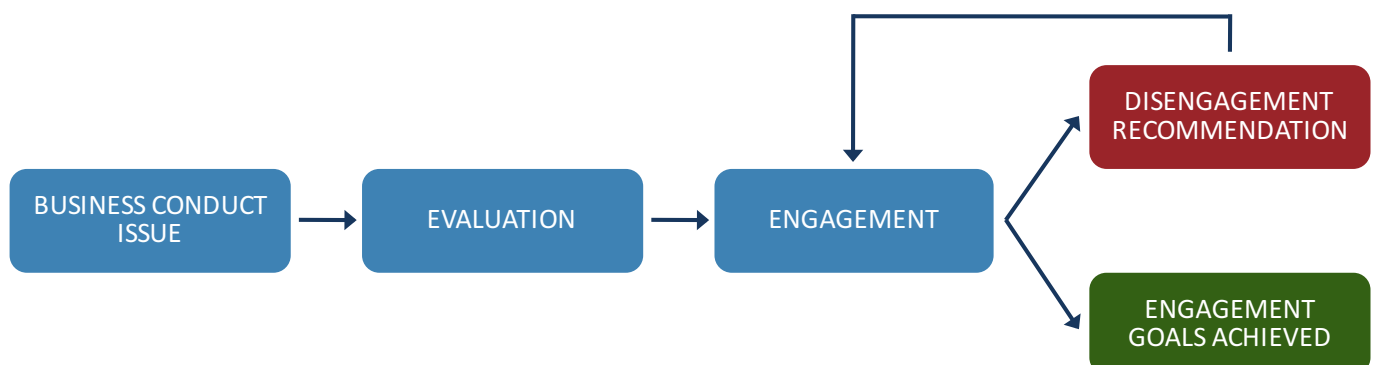 BUSINESS CONDUCT
ISSUE
EVALUATION
ENGAGEMENT
DISENGAGEMENT
RECOMMENDATION
ENGAGEMENT
GOALS ACHIEVED